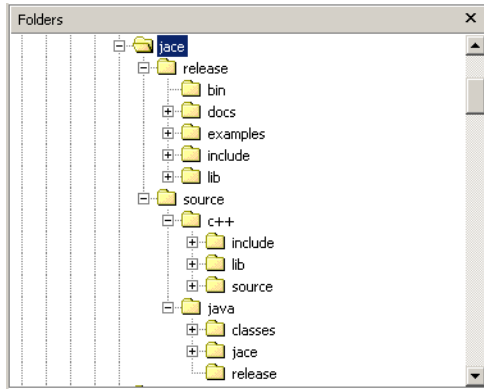 Folders
jace
release
bin
docs
examples
include
lib
source
c++
include
lib
source
java
classes
jace
release